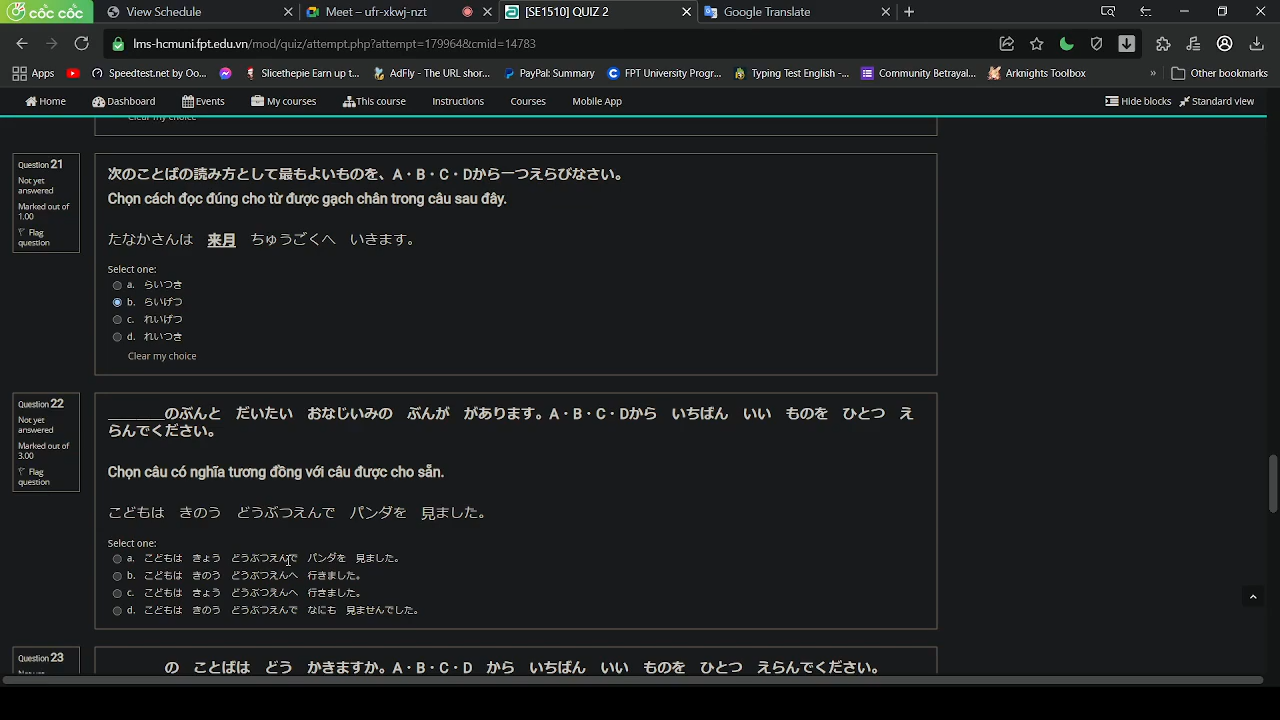 cốc cốc
View Schedule
Meet – ufr-xkwj-nzt
[SE1510] QUIZ 2
Google Translate
lms-hcmuni.fpt.edu.vn/mod/quiz/attempt.php?attempt=179964&cmid=14783
Apps
Speedtest.net by Oo...
Slicethepie Earn up t...
AdFly - The URL shor...
PayPal: Summary
FPT University Progr...
Typing Test English -...
Community Betrayal...
Arknights Toolbox
»
Other bookmarks
Home
Dashboard
Events
My courses
This course
Instructions
Courses
Mobile App
Hide blocks
Standard view
Clear my choice
Question 21
Not yet
answered
Marked out of
1.00
Flag
question
次のことばの読み方として最もよいものを、A・B・C・Dから一つえらびなさい。
Chọn cách đọc đúng cho từ được gạch chân trong câu sau đây.
たなかさんは 来月 ちゅうごくへ いきます。
Select one:
a. らいつき
b. らいげつ
c. れいげつ
d. れいつき
Clear my choice
Question 22
Not yet
answered
Marked out of
3.00
Flag
question
________のぶんと だいたい おなじいみの ぶんが があります。A・B・C・Dから いちばん いい ものを ひとつ え
らんでください。
Chọn câu có nghĩa tương đồng với câu được cho sẵn.
こどもは きのう どうぶつえんで パンダを 見ました。
Select one:
a. こどもは きょう どうぶつえんで パンダを 見ました。
b. こどもは きのう どうぶつえんへ 行きました。
c. こどもは きょう どうぶつえんへ 行きました。
d. こどもは きのう どうぶつえんで なにも 見ませんでした。
Question 23
の ことばは どう かきますか。A・B・C・D から いちばん いい ものを ひとつ えらんでください。